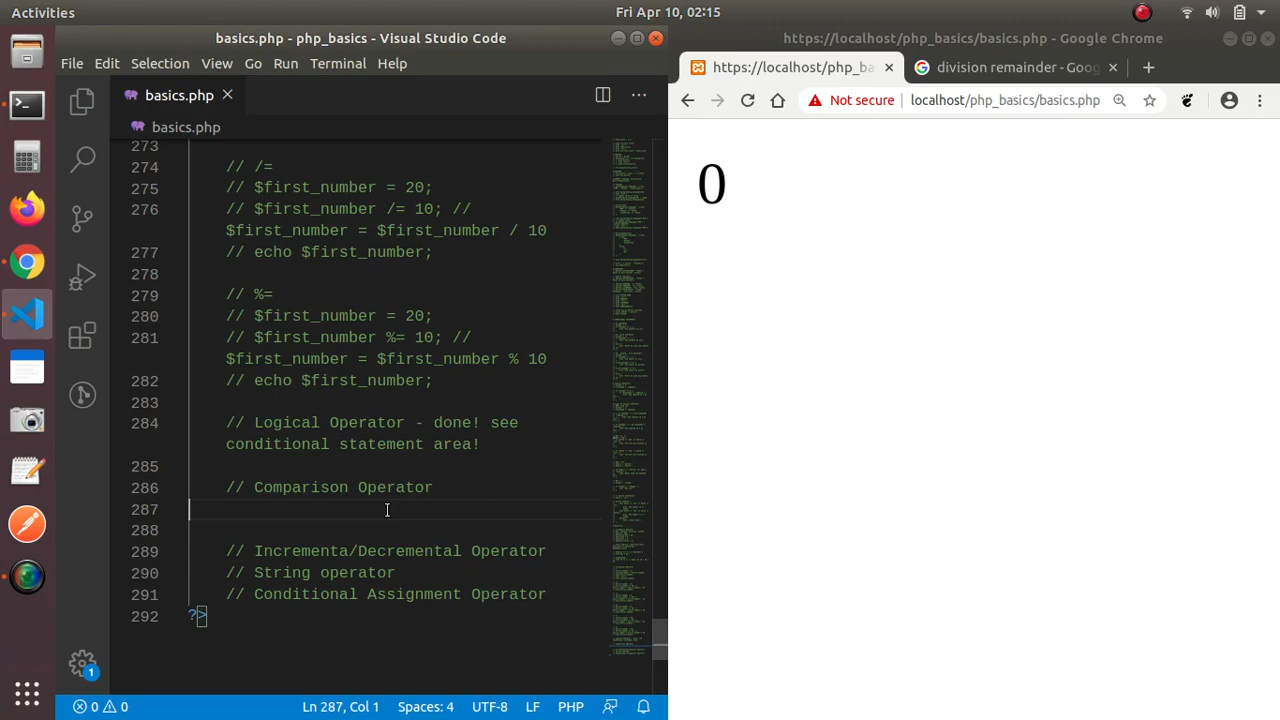 Activities
Fri Apr 10, 02:15
basics.php - php_basics - Visual Studio Code
File Edit Selection View Go Run Terminal Help
basics.php
basics.php
273
274 // /=
275 // $first_number = 20;
276 // $first_number /= 10; //
$first_number = $first_number / 10
277 // echo $first_number;
278
279 // %=
280 // $first_number = 20;
281 // $first_number %= 10; //
$first_number = $first_number % 10
282 // echo $first_number;
283
284 // Logical Operator - done! see
conditional statement area!
285
286 // Comparison Operator
287
288
289 // Incrementa/Decremental Operator
290 // String operator
291 // Conditional Assignment Operator
292 ?>
1
0 0 Ln 287, Col 1 Spaces: 4 UTF-8 LF PHP
https://localhost/php_basics/basics.php - Google Chrome
https://localhost/php_ba
division remainder - Goog
Not secure localhost/php_basics/basics.php
0